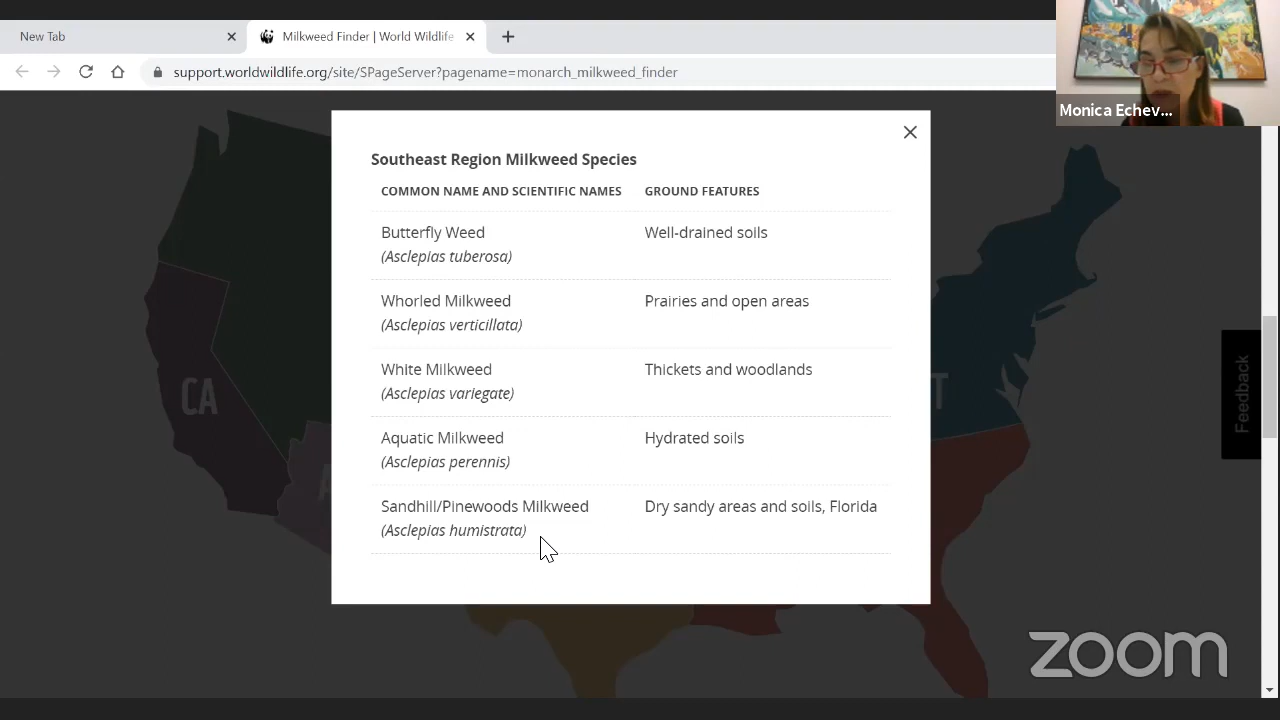 New Tab
Milkweed Finder | World Wildlife
support.worldwildlife.org/site/SPageServer?pagename=monarch_milkweed_finder
Monica Echev...
Southeast Region Milkweed Species
COMMON NAME AND SCIENTIFIC NAMES GROUND FEATURES
Butterfly Weed Well-drained soils
(Asclepias tuberosa)
Whorled Milkweed Prairies and open areas
(Asclepias verticillata)
White Milkweed Thickets and woodlands
(Asclepias variegate)
Aquatic Milkweed Hydrated soils
(Asclepias perennis)
Sandhill/Pinewoods Milkweed Dry sandy areas and soils, Florida
(Asclepias humistrata)
CA
Feedback
zoom